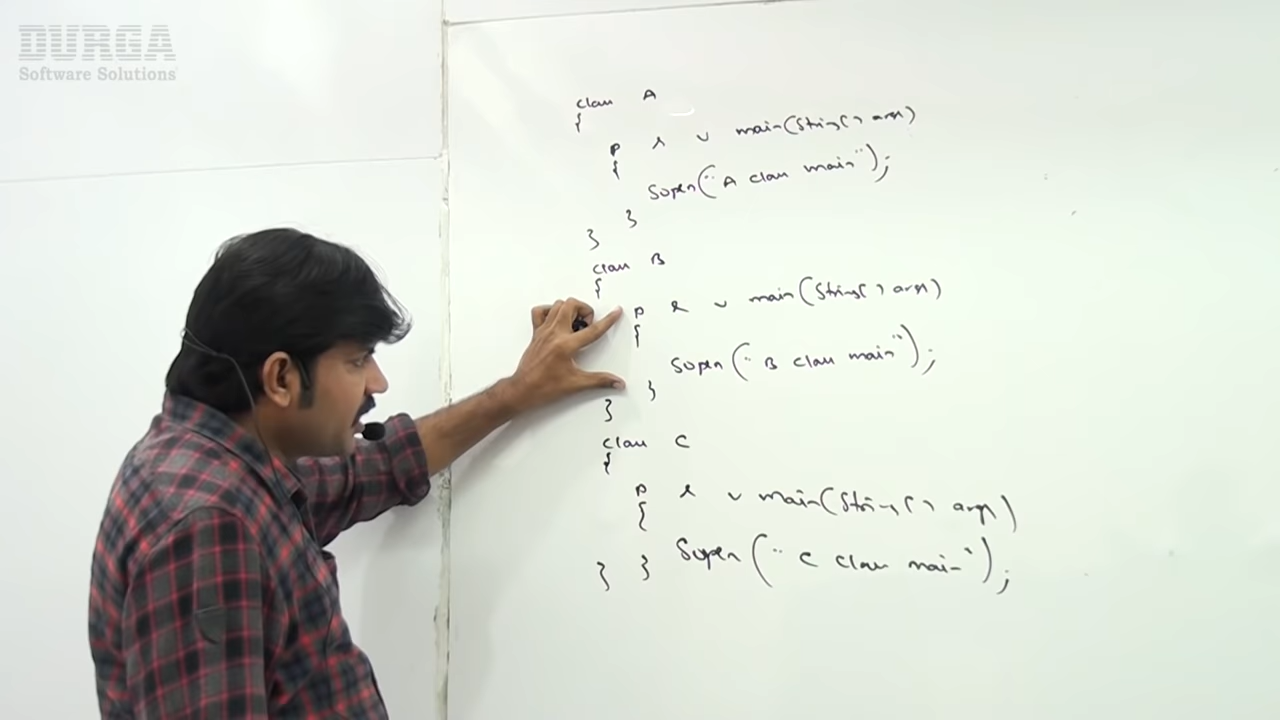 DURGA
Software Solutions
class A
{
p s v main(String[] args)
{
Sopln("A class main");
}
}
class B
{
p s v main(String[] args)
{
Sopln("B class main");
}
}
class C
{
p s v main(String[] args)
{
Sopln("C class main");
} }